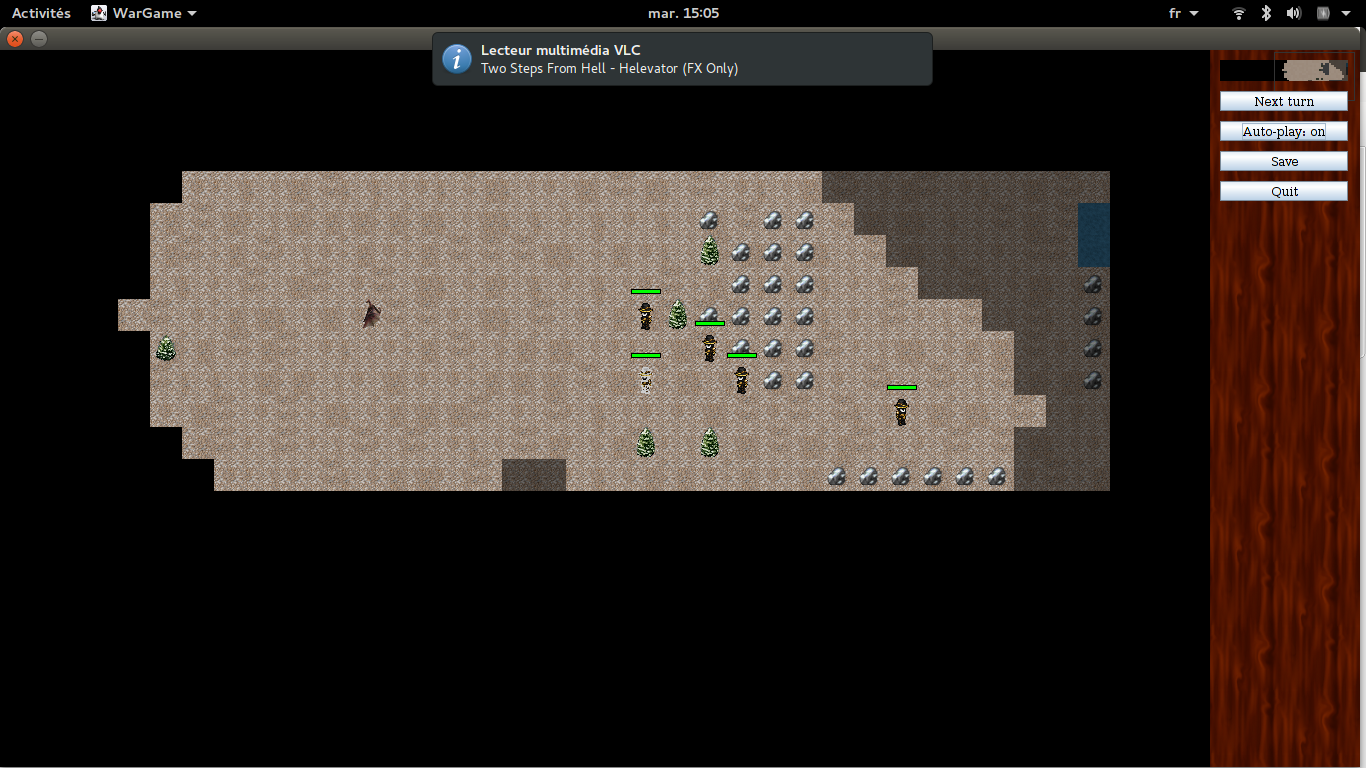 Activités WarGame mar. 15:05 fr
Lecteur multimédia VLC
Two Steps From Hell - Helevator (FX Only)
Next turn
Auto-play: on
Save
Quit